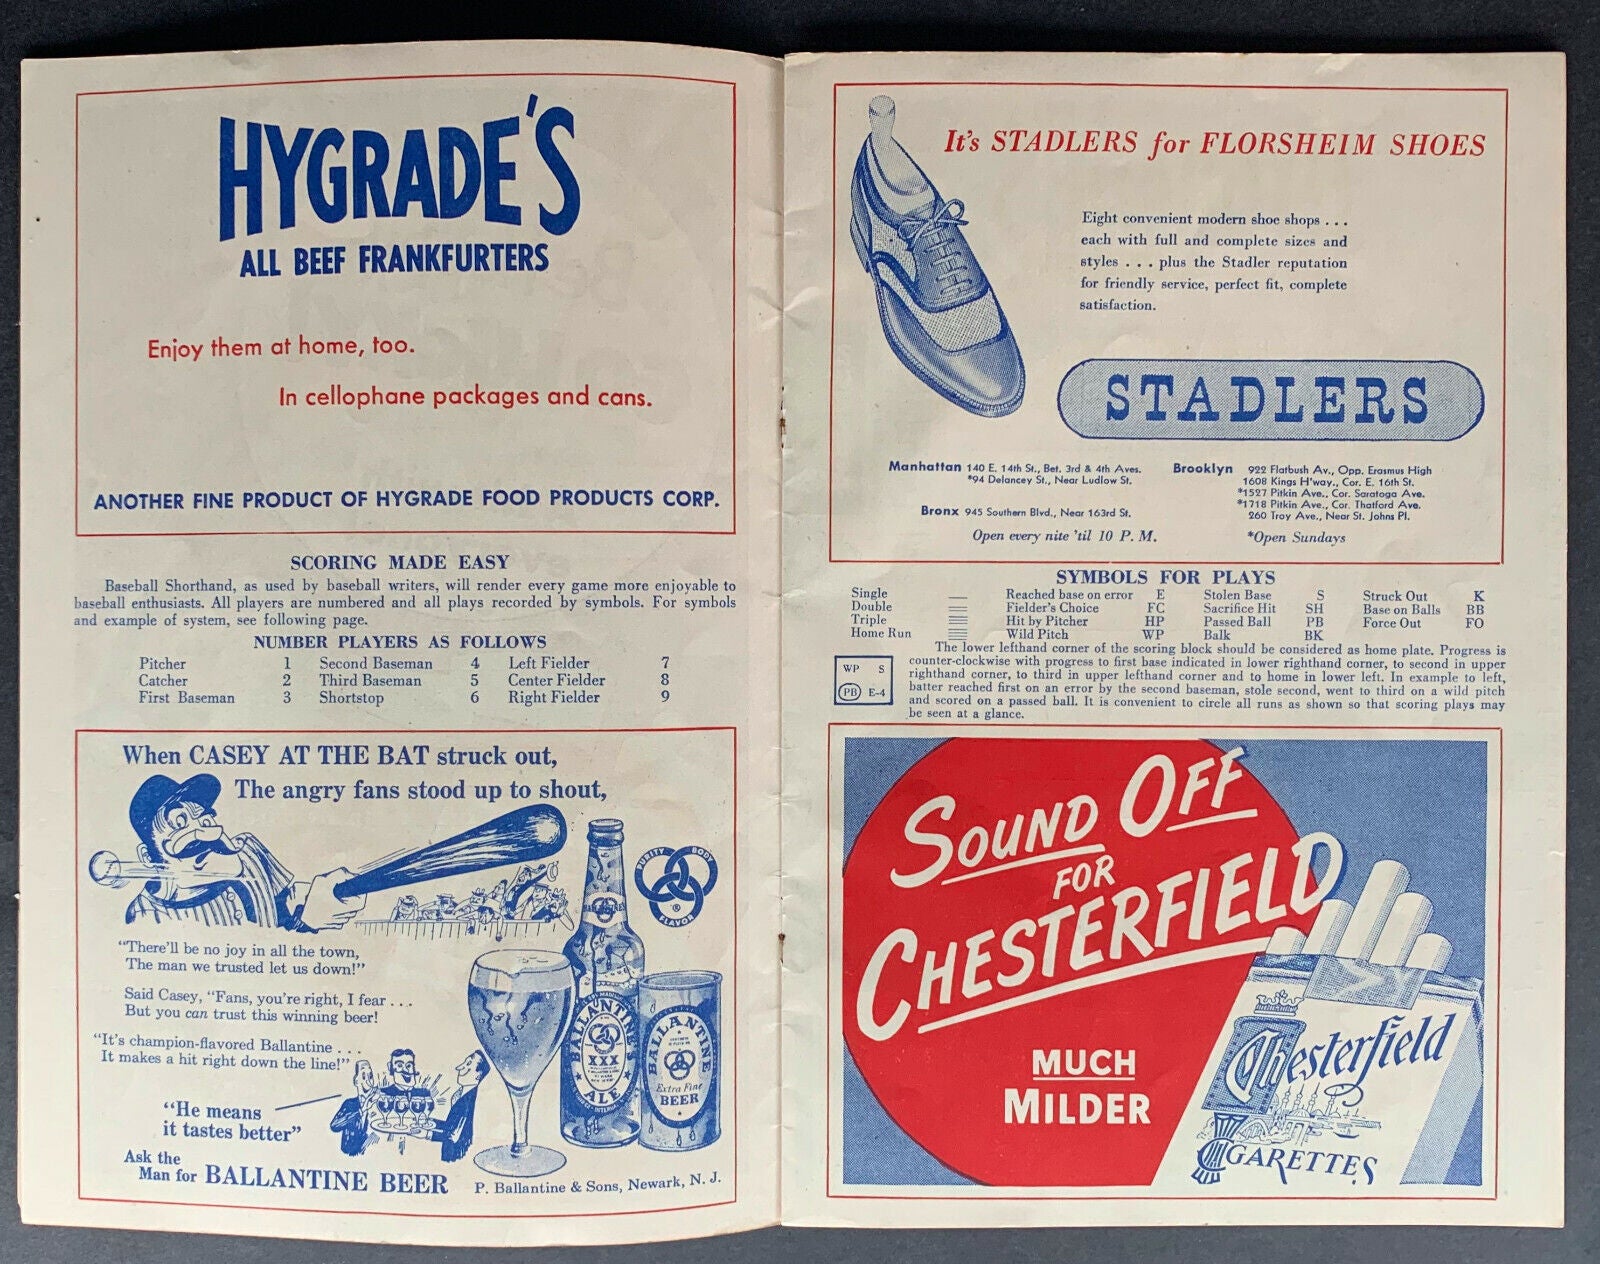 HYGRADE'S
ALL BEEF FRANKFURTERS
Enjoy them at home, too.
In cellophane packages and cans.
ANOTHER FINE PRODUCT OF HYGRADE FOOD PRODUCTS CORP.
SCORING MADE EASY
Baseball Shorthand, as used by baseball writers, will render every game more enjoyable to
baseball enthusiasts. All players are numbered and all plays recorded by symbols. For symbols
and example of system, see following page.
NUMBER PLAYERS AS FOLLOWS
Pitcher 1 Second Baseman 4 Left Fielder 7
Catcher 2 Third Baseman 5 Center Fielder 8
First Baseman 3 Shortstop 6 Right Fielder 9
When CASEY AT THE BAT struck out,
The angry fans stood up to shout,
PURITY BODY
FLAVOR
"There'll be no joy in all the town,
The man we trusted let us down!"
Said Casey, "Fans, you're right, I fear . . .
But you can trust this winning beer!
"It's champion-flavored Ballantine . . .
It makes a hit right down the line!"
"He means
it tastes better"
BALLANTINE'S
XXX
ALE
BALLANTINE
Extra Fine
BEER
Ask the
Man for BALLANTINE BEER
P. Ballantine & Sons, Newark, N. J.
It's STADLERS for FLORSHEIM SHOES
Eight convenient modern shoe shops . . .
each with full and complete sizes and
styles . . . plus the Stadler reputation
for friendly service, perfect fit, complete
satisfaction.
STADLERS
Manhattan 140 E. 14th St., Bet. 3rd & 4th Aves.
*94 Delancey St., Near Ludlow St.
Bronx 945 Southern Blvd., Near 163rd St.
Open every nite 'til 10 P. M.
Brooklyn 922 Flatbush Av., Opp. Erasmus High
1608 Kings H'way., Cor. E. 16th St.
*1527 Pitkin Ave., Cor. Saratoga Ave.
*1718 Pitkin Ave., Cor. Thatford Ave.
260 Troy Ave., Near St. Johns Pl.
*Open Sundays
SYMBOLS FOR PLAYS
Single Reached base on error E Stolen Base S Struck Out K
Double Fielder's Choice FC Sacrifice Hit SH Base on Balls BB
Triple Hit by Pitcher HP Passed Ball PB Force Out FO
Home Run Wild Pitch WP Balk BK
WP S
PB E-4
The lower lefthand corner of the scoring block should be considered as home plate. Progress is
counter-clockwise with progress to first base indicated in lower righthand corner, to second in upper
righthand corner, to third in upper lefthand corner and to home in lower left. In example to left,
batter reached first on an error by the second baseman, stole second, went to third on a wild pitch
and scored on a passed ball. It is convenient to circle all runs as shown so that scoring plays may
be seen at a glance.
SOUND OFF
FOR
CHESTERFIELD
MUCH
MILDER
Chesterfield
CIGARETTES